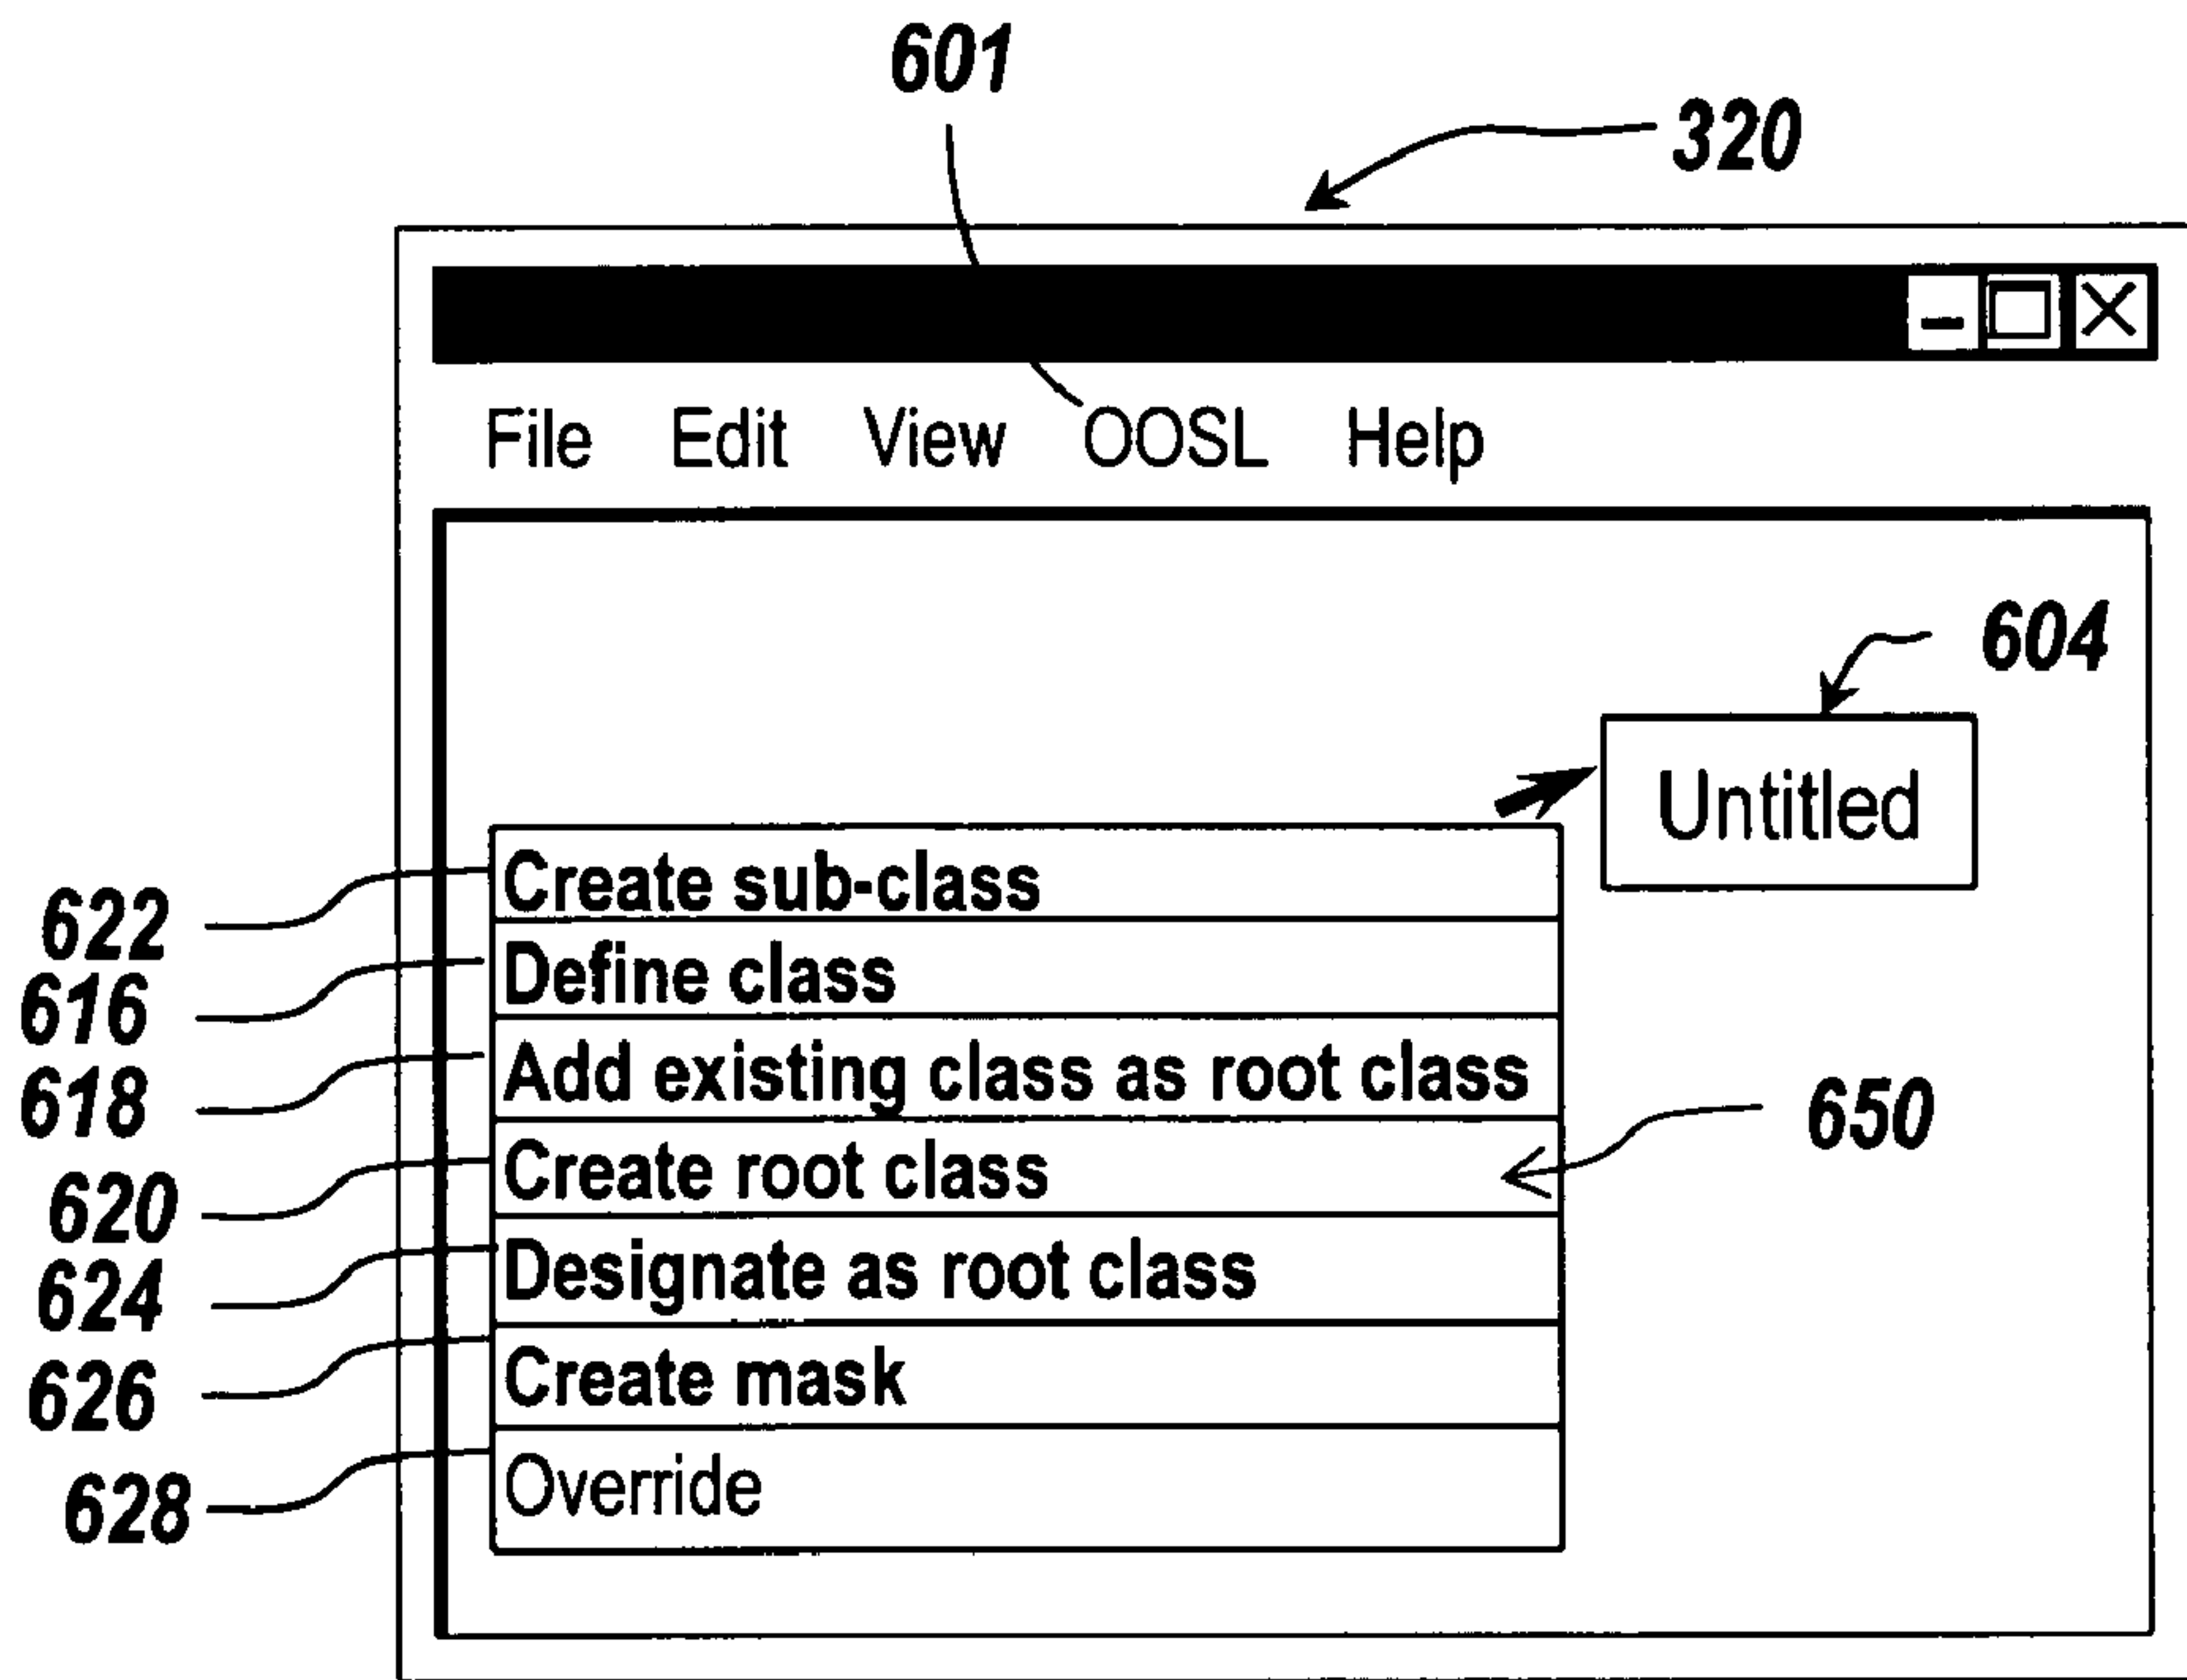 601
320
File Edit View OOSL Help
604
Untitled
622 Create sub-class
616 Define class
618 Add existing class as root class
650
620 Create root class
624 Designate as root class
626 Create mask
628 Override